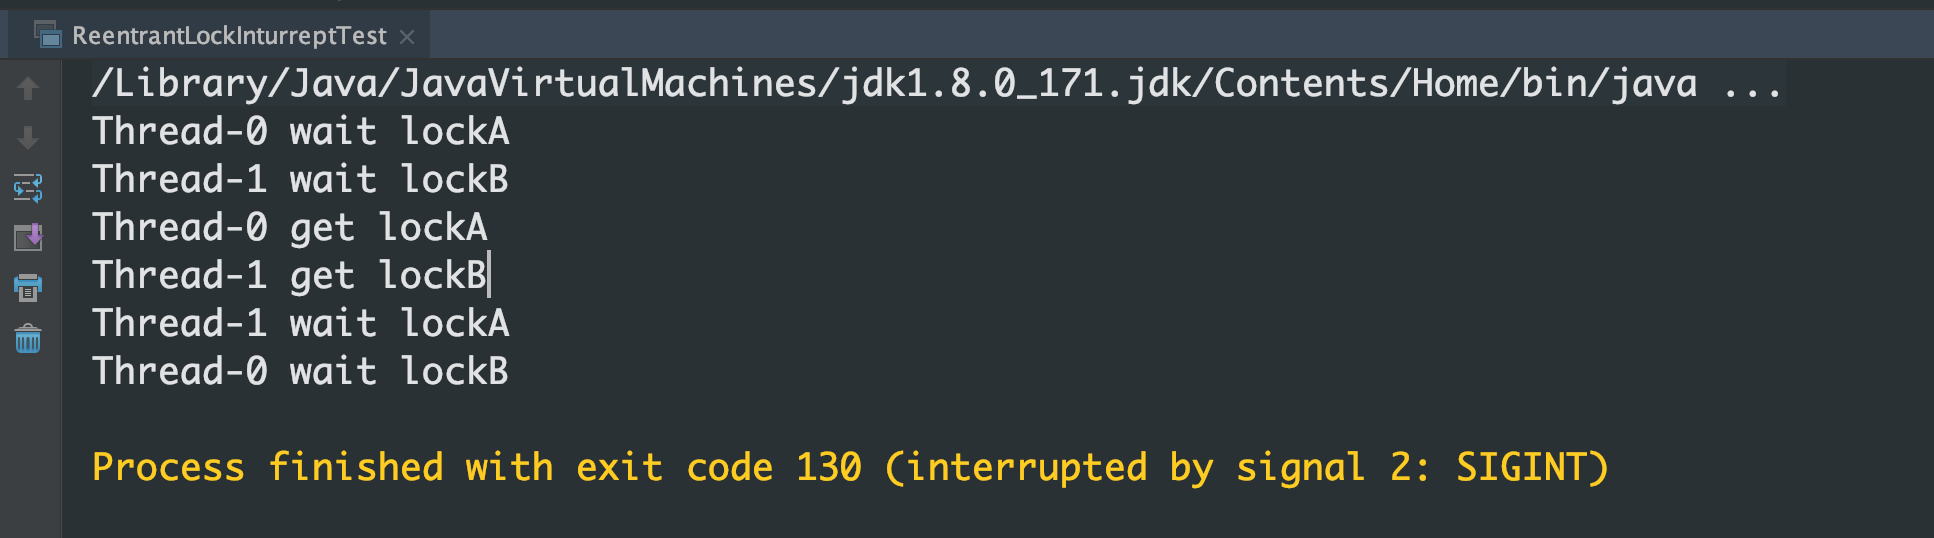 ReentrantLockInturreptTest
/Library/Java/JavaVirtualMachines/jdk1.8.0_171.jdk/Contents/Home/bin/java ...
Thread-0 wait lockA
Thread-1 wait lockB
Thread-0 get lockA
Thread-1 get lockB
Thread-1 wait lockA
Thread-0 wait lockB
Process finished with exit code 130 (interrupted by signal 2: SIGINT)